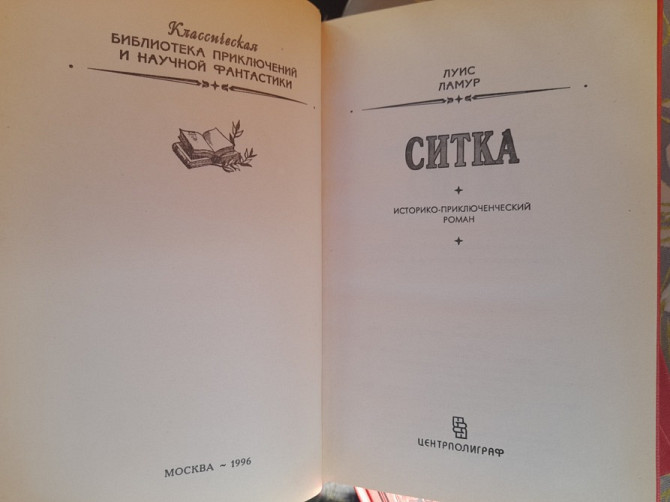 Классическая
БИБЛИОТЕКА ПРИКЛЮЧЕНИЙ
И НАУЧНОЙ ФАНТАСТИКИ
МОСКВА – 1996
ЛУИС
ЛАМУР
СИТКА
ИСТОРИКО-ПРИКЛЮЧЕНЧЕСКИЙ
РОМАН
ЦЕНТРПОЛИГРАФ